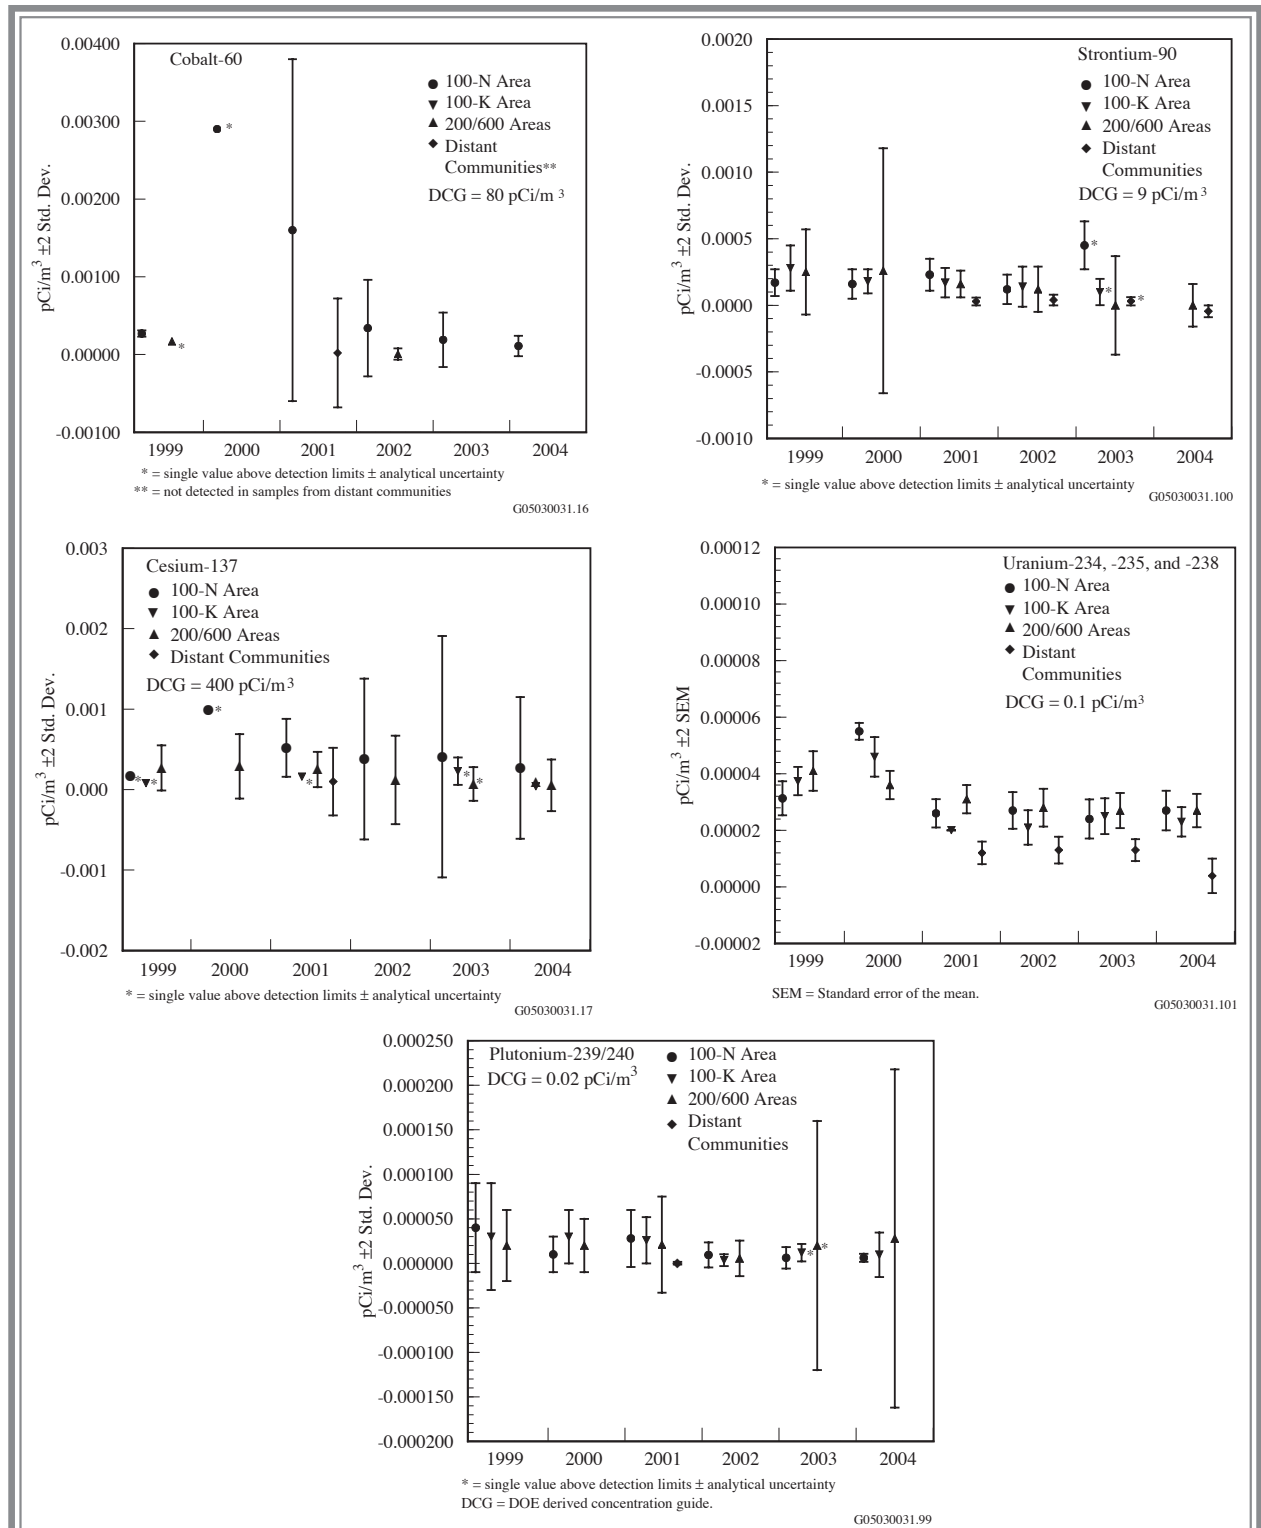 Cobalt-60
100-N Area
100-K Area
200/600 Areas
Distant
Communities**
DCG = 80 pCi/m 3
pCi/m3 ±2 Std. Dev.
0.00400
0.00300
0.00200
0.00100
0.00000
-0.00100
1999 2000 2001 2002 2003 2004
* = single value above detection limits ± analytical uncertainty
** = not detected in samples from distant communities
G05030031.16
Strontium-90
100-N Area
100-K Area
200/600 Areas
Distant
Communities
DCG = 9 pCi/m3
pCi/m3 ±2 Std. Dev.
0.0020
0.0015
0.0010
0.0005
0.0000
-0.0005
-0.0010
1999 2000 2001 2002 2003 2004
* = single value above detection limits ± analytical uncertainty
G05030031.100
Cesium-137
100-N Area
100-K Area
200/600 Areas
Distant Communities
DCG = 400 pCi/m3
pCi/m3 ±2 Std. Dev.
0.003
0.002
0.001
0.000
-0.001
-0.002
1999 2000 2001 2002 2003 2004
* = single value above detection limits ± analytical uncertainty
G05030031.17
Uranium-234, -235, and -238
100-N Area
100-K Area
200/600 Areas
Distant
Communities
DCG = 0.1 pCi/m3
pCi/m3 ±2 SEM
0.00012
0.00010
0.00008
0.00006
0.00004
0.00002
0.00000
-0.00002
1999 2000 2001 2002 2003 2004
SEM = Standard error of the mean.
G05030031.101
Plutonium-239/240
DCG = 0.02 pCi/m3
100-N Area
100-K Area
200/600 Areas
Distant
Communities
pCi/m3 ±2 Std. Dev.
0.000250
0.000200
0.000150
0.000100
0.000050
0.000000
-0.000050
-0.000100
-0.000150
-0.000200
1999 2000 2001 2002 2003 2004
* = single value above detection limits ± analytical uncertainty
DCG = DOE derived concentration guide.
G05030031.99